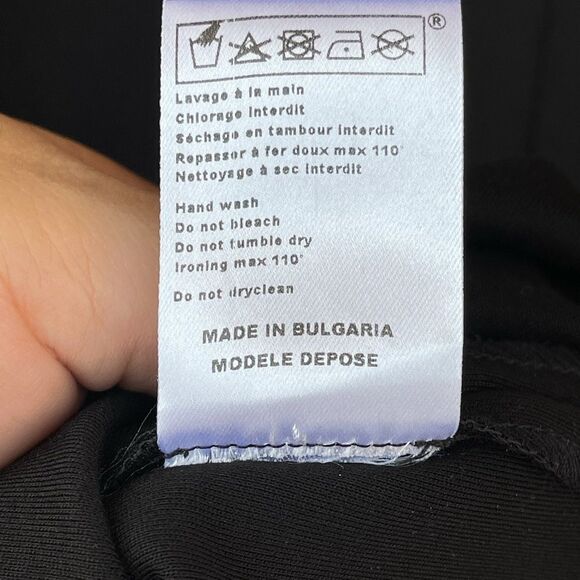 ®
Lavage à la main
Chlorage Interdit
Séchage en tambour interdit
Repasser à fer doux max 110°
Nettoyage à sec interdit
Hand wash
Do not bleach
Do not tumble dry
Ironing max 110°
Do not dryclean
MADE IN BULGARIA
MODELE DEPOSE